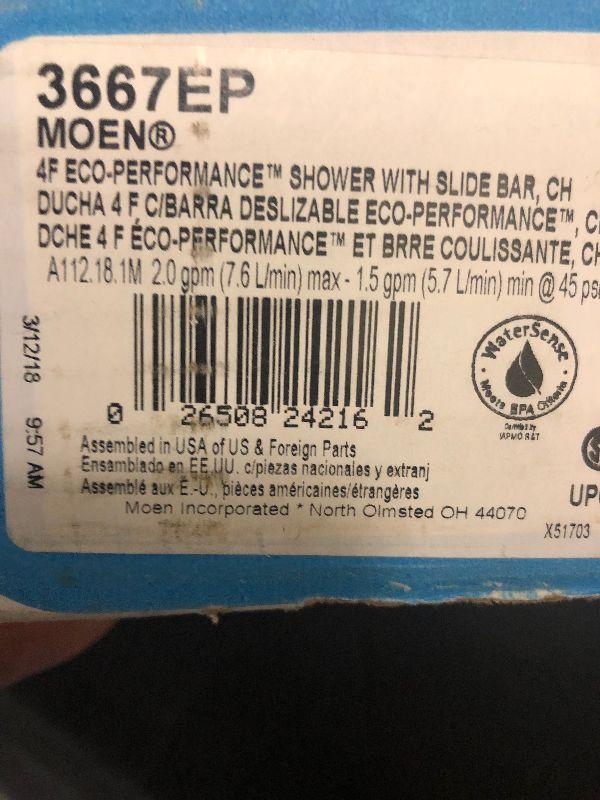 3667EP
MOEN®
4F ECO-PERFORMANCE™ SHOWER WITH SLIDE BAR, CH
DUCHA 4 F C/BARRA DESLIZABLE ECO-PERFORMANCE™,
DCHE 4 F ÉCO-PERFORMANCE™ ET BRRE COULISSANTE,
A112.18.1M 2.0 gpm (7.6 L/min) max - 1.5 gpm (5.7 L/min) min @ 45
3/12/18 9:57 AM
WaterSense
Meets EPA Criteria
Certified by
IAPMO R&T
0 26508 24216 2
Assembled in USA of US & Foreign Parts
Ensamblado en EE.UU. c/piezas nacionales y extranj
Assemblé aux É.-U., pièces américaines/étrangères
Moen Incorporated * North Olmsted OH 44070
X51703